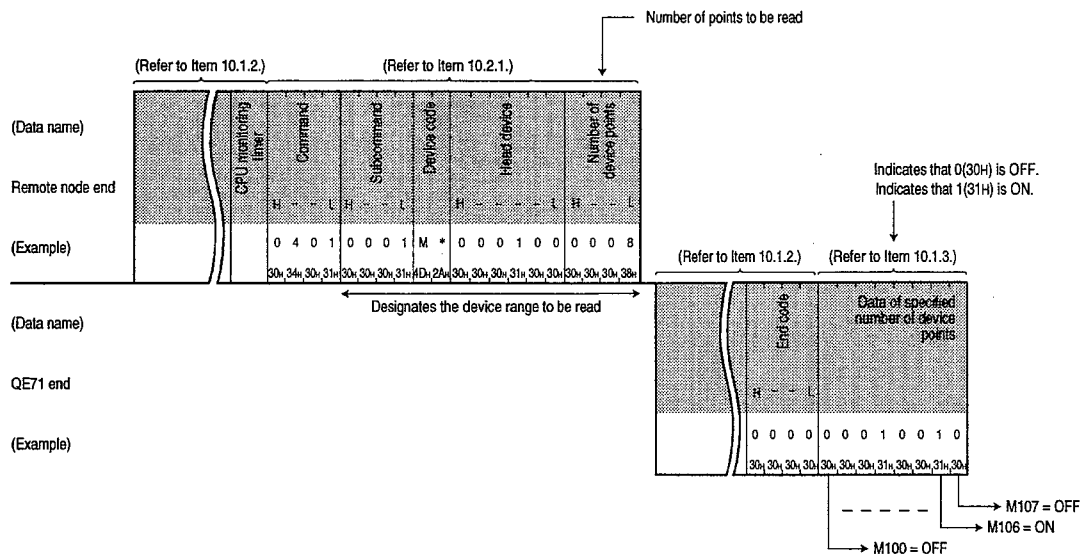 Number of points to be read
(Refer to Item 10.1.2.) (Refer to Item 10.2.1.)
(Data name)
CPU monitoring timer
Command
Subcommand
Device code
Head device
Number of device points
Remote node end
H - - L H - - L H - - - - L H - - L
(Example)
0 4 0 1 0 0 0 1 M * 0 0 0 1 0 0 0 0 0 8
30H 34H 30H 31H 30H 30H 30H 31H 4DH 2AH 30H 30H 30H 31H 30H 30H 30H 30H 30H 38H
Designates the device range to be read
Indicates that 0(30H) is OFF.
Indicates that 1(31H) is ON.
(Refer to Item 10.1.2.) (Refer to Item 10.1.3.)
(Data name)
End code
Data of specified
number of device
points
QE71 end
H - - L
(Example)
0 0 0 0 0 0 0 1 0 0 1 0
30H 30H 30H 30H 30H 30H 30H 31H 30H 30H 31H 30H
M107 = OFF
M106 = ON
M100 = OFF